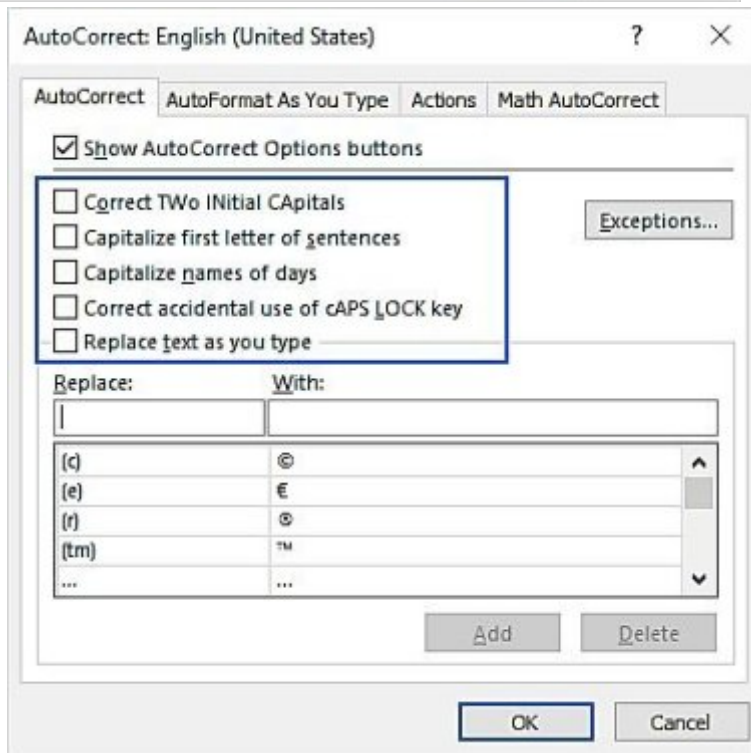 AutoCorrect: English (United States) ? ×
AutoCorrect AutoFormat As You Type Actions Math AutoCorrect
Show AutoCorrect Options buttons
Correct TWo INitial CApitals
Exceptions...
Capitalize first letter of sentences
Capitalize names of days
Correct accidental use of cAPS LOCK key
Replace text as you type
Replace: With:
(c) ©
(e) €
(r) ®
(tm) ™
... ...
Add Delete
OK Cancel